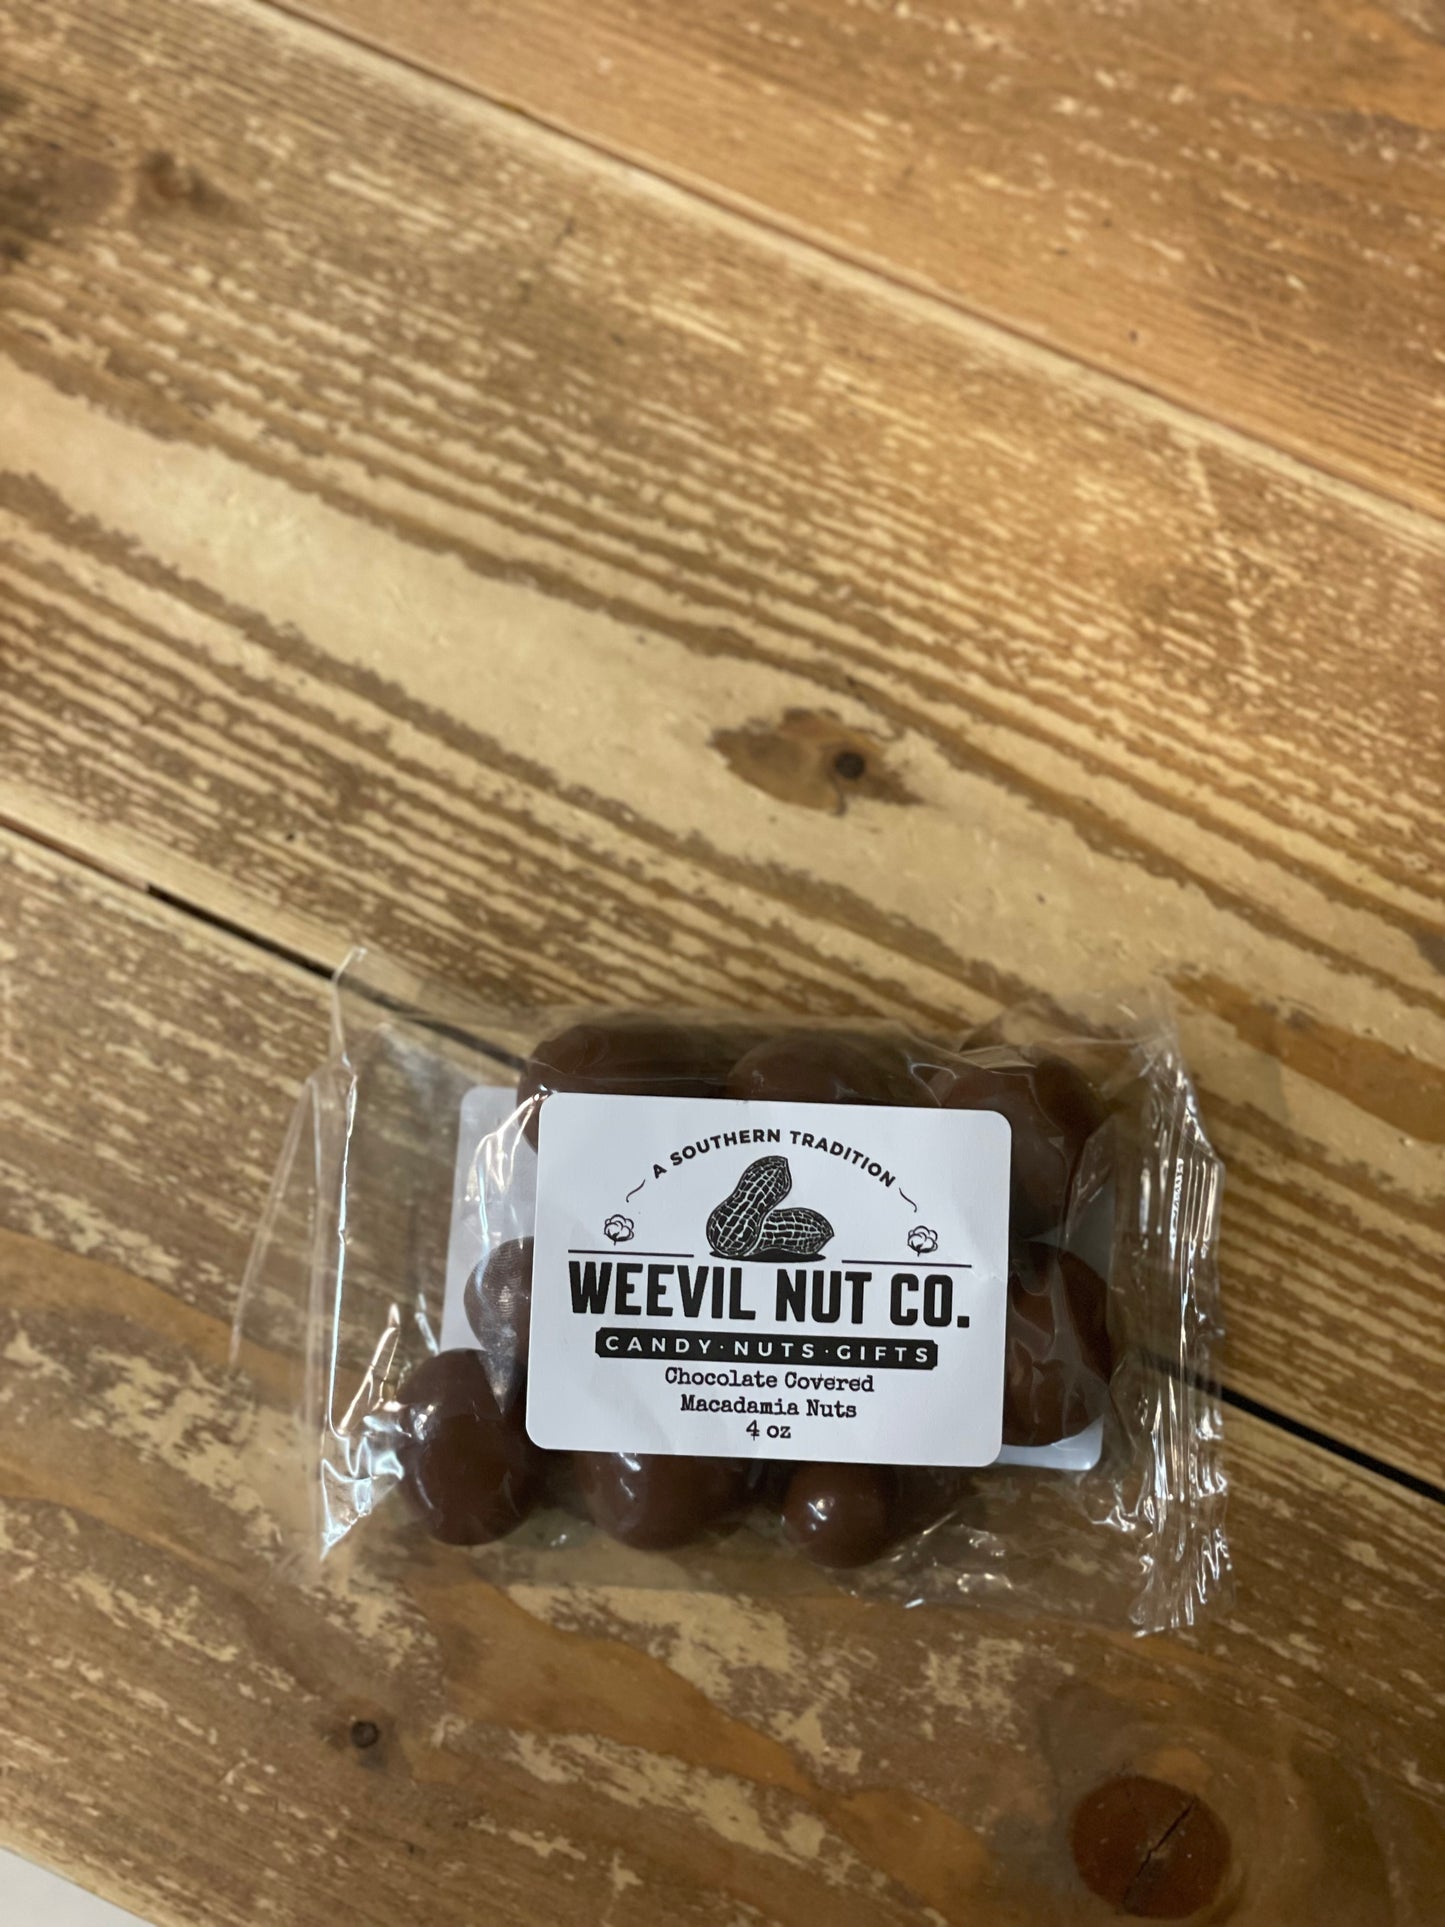 A SOUTHERN TRADITION
WEEVIL NUT CO.
CANDY·NUTS·GIFTS
Chocolate Covered
Macadamia Nuts
4 oz